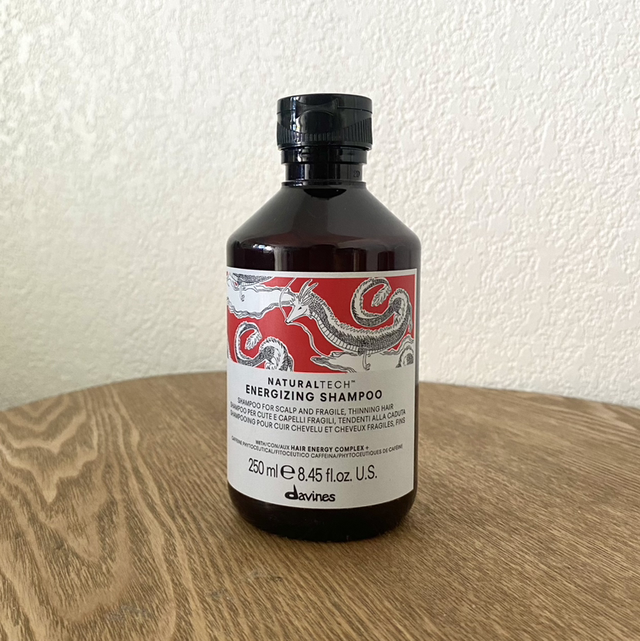 NATURALTECH™
ENERGIZING SHAMPOO
SHAMPOO FOR SCALP AND FRAGILE, THINNING HAIR
SHAMPOO PER CUTE E CAPELLI FRAGILI, TENDENTI ALLA CADUTA
SHAMPOOING POUR CUIR CHEVELU ET CHEVEUX FRAGILES, FINS
WITH/CON/AUX HAIR ENERGY COMPLEX +
CAFFEINE PHYTOCEUTICAL/FITOCEUTICO CAFFEINA/PHYTOCEUTIQUES DE CAFÉINE
250 ml ℮ 8.45 fl.oz. U.S.
davines